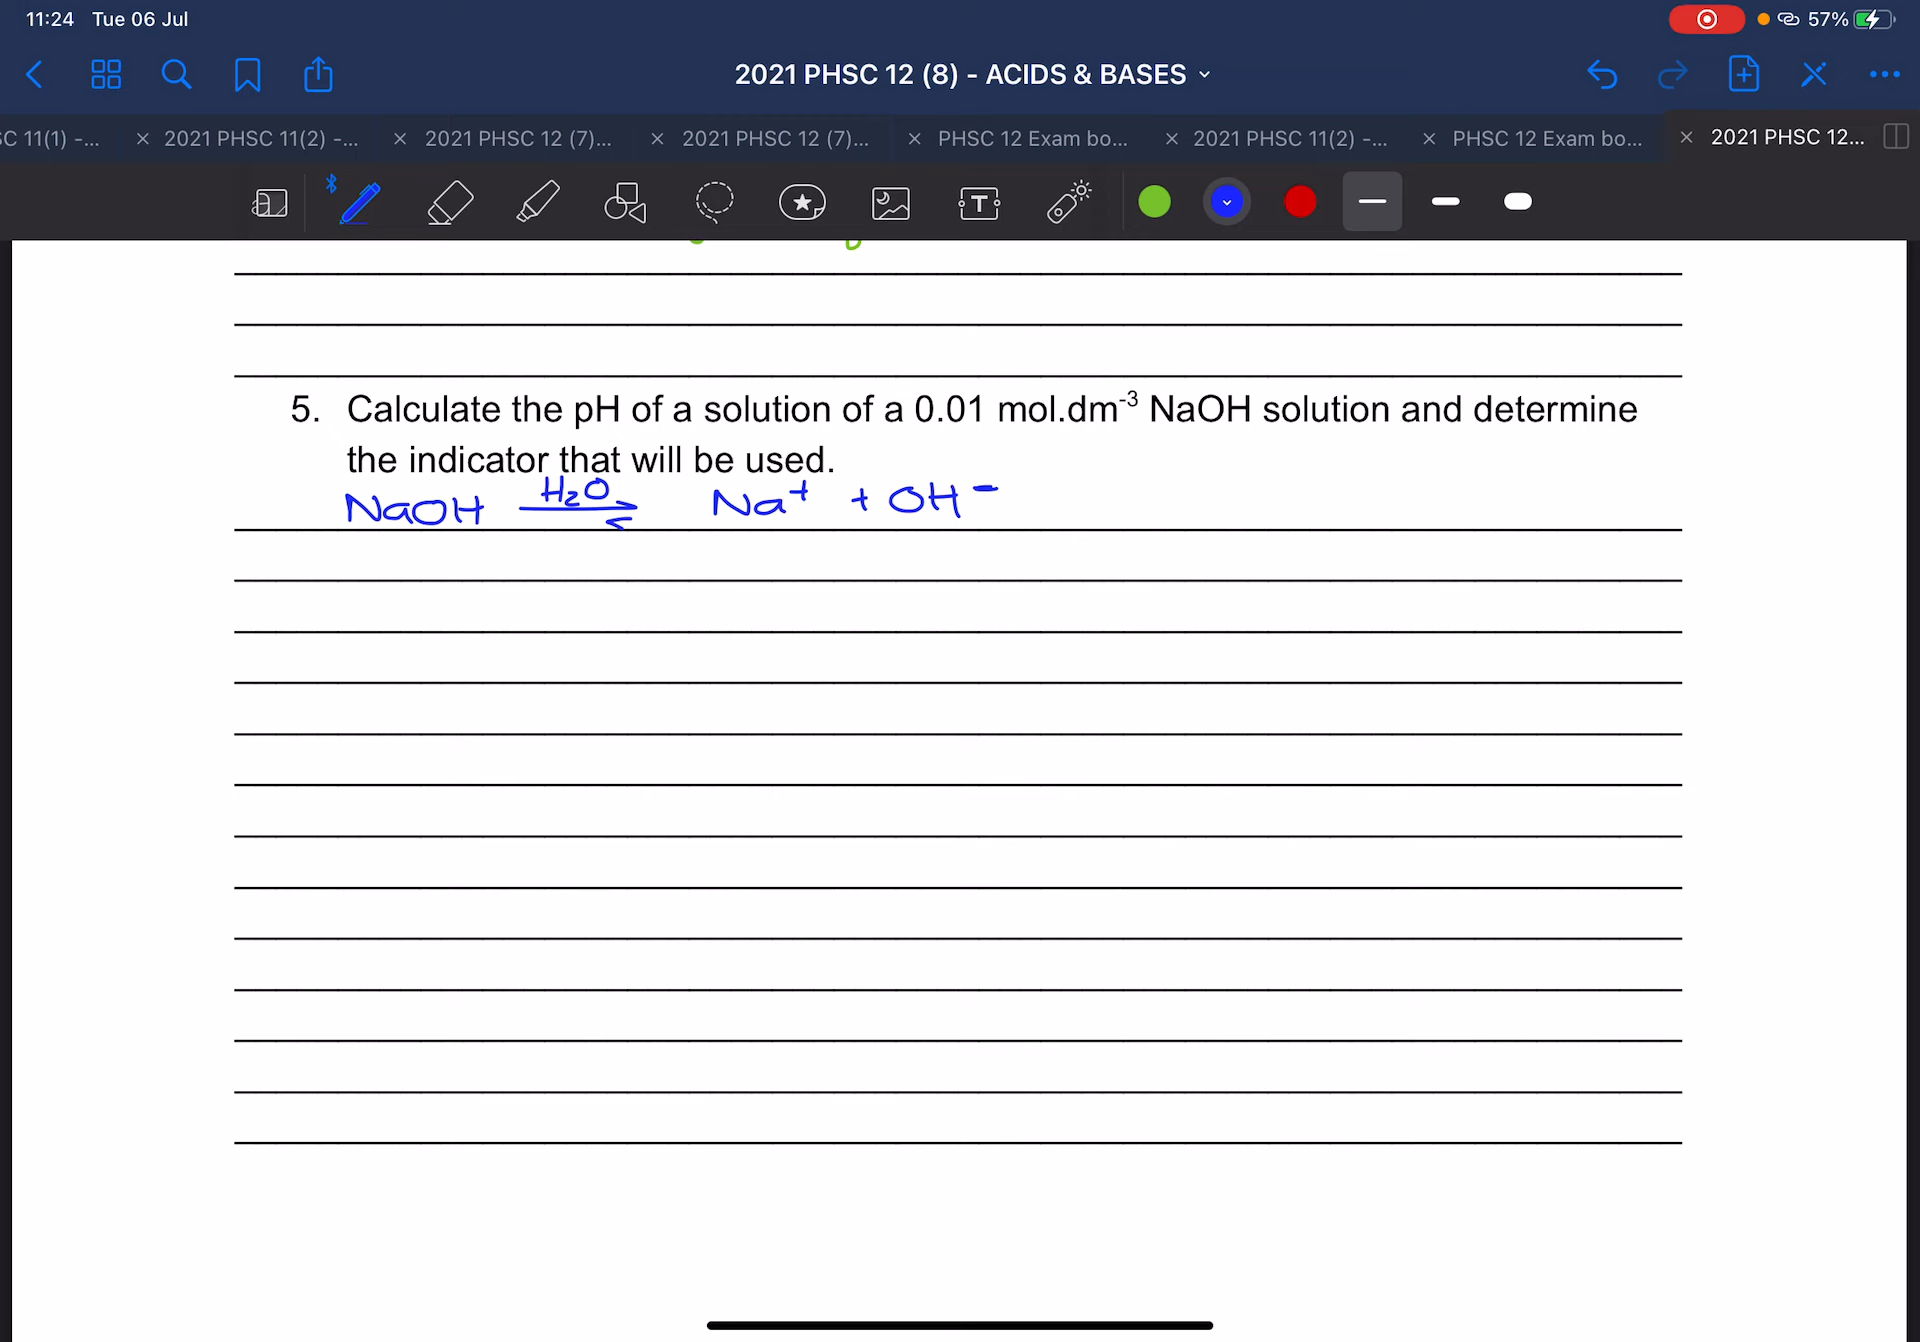 11:24 Tue 06 Jul 57%
2021 PHSC 12 (8) - ACIDS & BASES
SC 11(1) -... × 2021 PHSC 11(2) -... × 2021 PHSC 12 (7)... × 2021 PHSC 12 (7)... × PHSC 12 Exam bo... × 2021 PHSC 11(2) -... × PHSC 12 Exam bo... × 2021 PHSC 12...
T
5. Calculate the pH of a solution of a 0.01 mol.dm⁻³ NaOH solution and determine
the indicator that will be used.
NaOH H₂O ⇌ Na⁺ + OH⁻